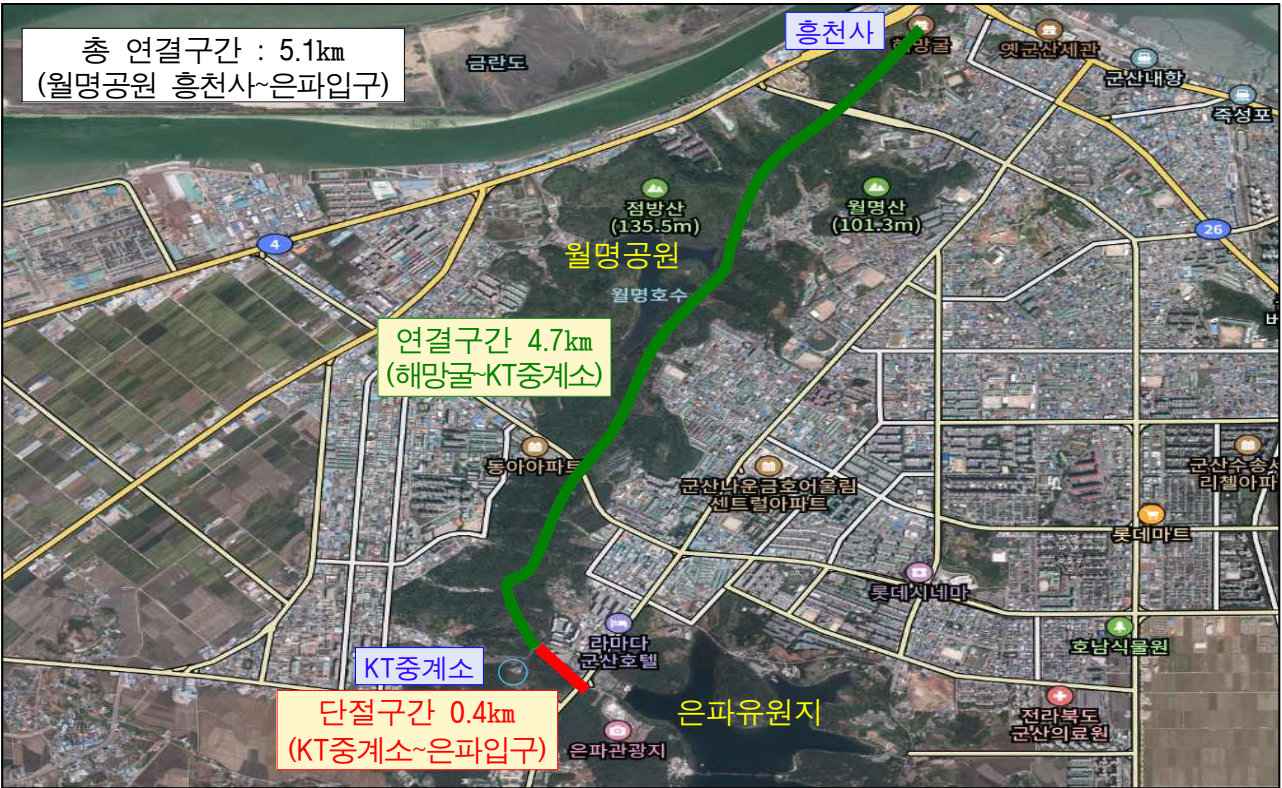 총 연결구간 : 5.1㎞
(월명공원 흥천사~은파입구)
금란도
흥천사
해망굴
옛군산세관
군산내항
죽성포
점방산
(135.5m)
월명산
(101.3m)
4
26
월명공원
월명호수
연결구간 4.7㎞
(해망굴~KT중계소)
동아아파트
군산나운금호어울림
센트럴아파트
군산수송세
리첼아파
롯데마트
롯데시네마
라마다
군산호텔
호남식물원
KT중계소
단절구간 0.4㎞
(KT중계소~은파입구)
은파유원지
은파관광지
전라북도
군산의료원